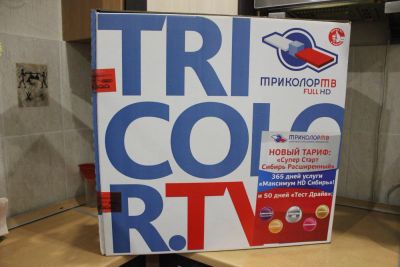 TRI
COLO
R.TV
ТРИКОЛОР ТВ
FULL HD
ТРИКОЛОР ТВ
НОВЫЙ ТАРИФ:
«Супер Старт
Сибирь Расширенный»
365 дней услуги
«Максимум HD Сибирь»!
и 50 дней «Тест Драйв»!